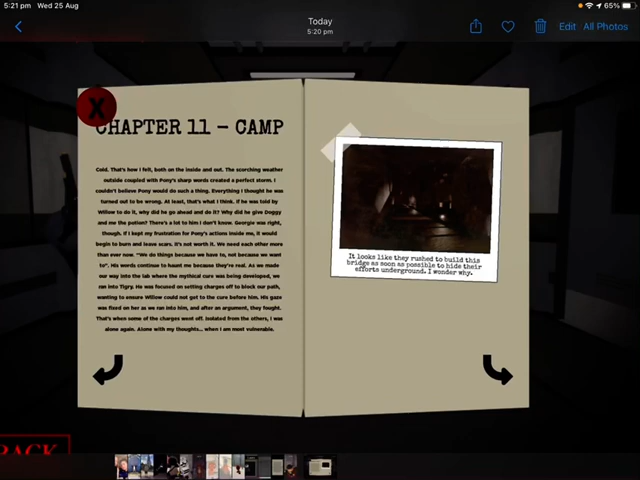 5:21 pm Wed 25 Aug
65%
Today
5:20 pm
Edit All Photos
X
CHAPTER 11 - CAMP
Cold. That's how I felt, both on the inside and out. The scorching weather
outside coupled with Pony's sharp words created a perfect storm. I
couldn't believe Pony would do such a thing. Everything I thought he was
turned out to be wrong. At least, that's what I think. If he was told by
Willow to do it, why did he go ahead and do it? Why did he give Doggy
and me the potion? There's a lot to him I don't know. Georgie was right,
though. If I kept my frustration for Pony's actions inside me, it would
begin to burn and leave scars. It's not worth it. We need each other more
than ever now. "We do things because we have to, not because we want
to". His words continue to haunt me because they're real. As we made
our way into the lab where the mythical cure was being developed, we
ran into Tigry. He was focused on setting charges off to block our path,
wanting to ensure Willow could not get to the cure before him. His gaze
was fixed on her as we ran into him, and after an argument, they fought.
That's when some of the charges went off. Isolated from the others, I was
alone again. Alone with my thoughts... when I am most vulnerable.
It looks like they rushed to build this
bridge as soon as possible to hide their
efforts underground. I wonder why.
BACK